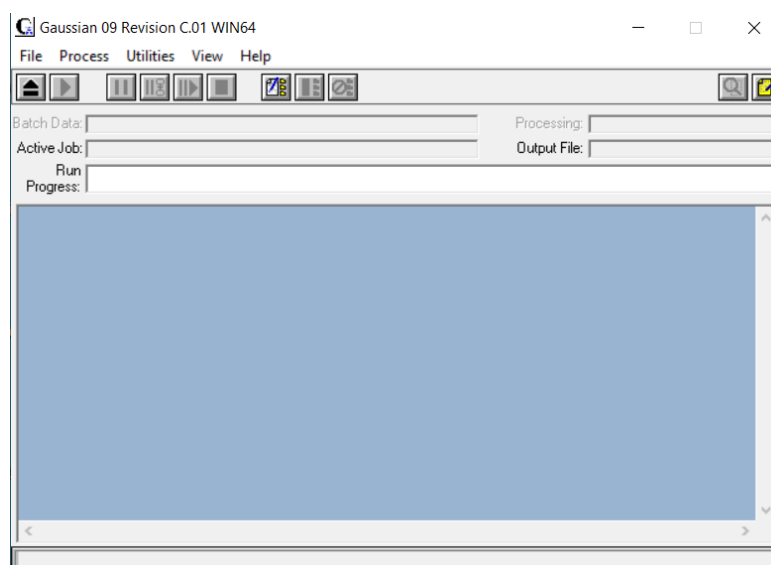 Gaussian 09 Revision C.01 WIN64
File Process Utilities View Help
Batch Data: Processing:
Active Job: Output File:
Run
Progress: